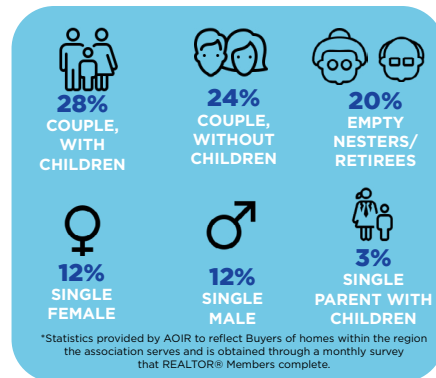 28%
COUPLE,
WITH
CHILDREN
24%
COUPLE,
WITHOUT
CHILDREN
20%
EMPTY
NESTERS/
RETIREES
12%
SINGLE
FEMALE
12%
SINGLE
MALE
3%
SINGLE
PARENT WITH
CHILDREN
*Statistics provided by AOIR to reflect Buyers of homes within the region
the association serves and is obtained through a monthly survey
that REALTOR® Members complete.